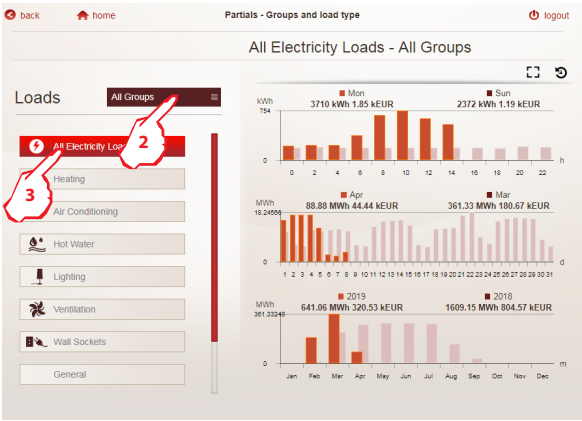 back home Partials - Groups and load type logout
All Electricity Loads - All Groups
Loads
All Groups
2
All Electricity Loa
3
Heating
Air Conditioning
Hot Water
Lighting
Ventilation
Wall Sockets
General
Mon Sun
kWh 3710 kWh 1.85 kEUR 2372 kWh 1.19 kEUR
754
0 h
0 2 4 6 8 10 12 14 16 18 20 22
Apr Mar
MWh 88.88 MWh 44.44 kEUR 361.33 MWh 180.67 kEUR
18.24566
0 d
1 2 3 4 5 6 7 8 9 10 11 12 13 14 15 16 17 18 19 20 21 22 23 24 25 26 27 28 29 30 31
2019 2018
MWh 641.06 MWh 320.53 kEUR 1609.15 MWh 804.57 kEUR
361.33248
0 m
Jan Feb Mar Apr May Jun Jul Aug Sep Oct Nov Dec